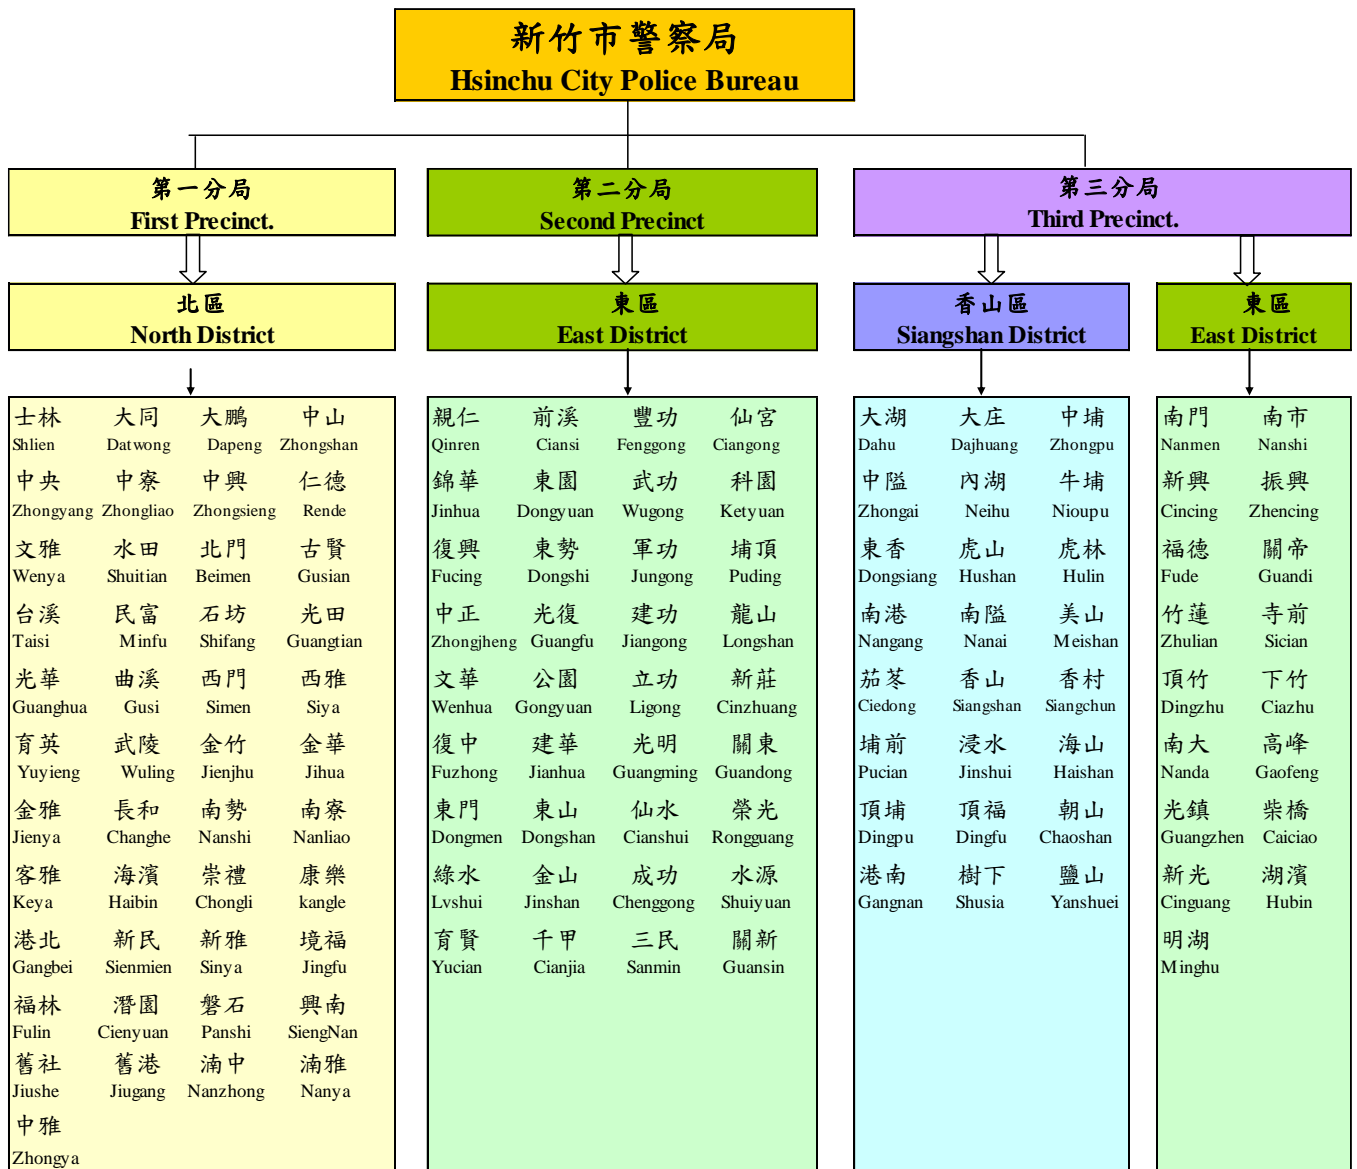 新竹市警察局
Hsinchu City Police Bureau
第一分局
First Precinct.
第二分局
Second Precinct
第三分局
Third Precinct.
北區
North District
東區
East District
香山區
Siangshan District
東區
East District
士林 大同 大鵬 中山
Shlien Datwong Dapeng Zhongshan
中央 中寮 中興 仁德
Zhongyang Zhongliao Zhongsieng Rende
文雅 水田 北門 古賢
Wenya Shuitian Beimen Gusian
台溪 民富 石坊 光田
Taisi Minfu Shifang Guangtian
光華 曲溪 西門 西雅
Guanghua Gusi Simen Siya
育英 武陵 金竹 金華
Yuyieng Wuling Jienjhu Jihua
金雅 長和 南勢 南寮
Jienya Changhe Nanshi Nanliao
客雅 海濱 崇禮 康樂
Keya Haibin Chongli kangle
港北 新民 新雅 境福
Gangbei Sienmien Sinya Jingfu
福林 潛園 磐石 興南
Fulin Cienyuan Panshi SiengNan
舊社 舊港 湳中 湳雅
Jiushe Jiugang Nanzhong Nanya
中雅
Zhongya
親仁 前溪 豐功 仙宮
Qinren Ciansi Fenggong Ciangong
錦華 東園 武功 科園
Jinhua Dongyuan Wugong Ketyuan
復興 東勢 軍功 埔頂
Fucing Dongshi Jungong Puding
中正 光復 建功 龍山
Zhongjheng Guangfu Jiangong Longshan
文華 公園 立功 新莊
Wenhua Gongyuan Ligong Cinzhuang
復中 建華 光明 關東
Fuzhong Jianhua Guangming Guandong
東門 東山 仙水 榮光
Dongmen Dongshan Cianshui Rongguang
綠水 金山 成功 水源
Lvshui Jinshan Chenggong Shuiyuan
育賢 千甲 三民 關新
Yucian Cianjia Sanmin Guansin
大湖 大庄 中埔
Dahu Dajhuang Zhongpu
中隘 內湖 牛埔
Zhongai Neihu Nioupu
東香 虎山 虎林
Dongsiang Hushan Hulin
南港 南隘 美山
Nangang Nanai Meishan
茄苳 香山 香村
Ciedong Siangshan Siangchun
埔前 浸水 海山
Pucian Jinshui Haishan
頂埔 頂福 朝山
Dingpu Dingfu Chaoshan
港南 樹下 鹽山
Gangnan Shusia Yanshuei
南門 南市
Nanmen Nanshi
新興 振興
Cincing Zhencing
福德 關帝
Fude Guandi
竹蓮 寺前
Zhulian Sician
頂竹 下竹
Dingzhu Ciazhu
南大 高峰
Nanda Gaofeng
光鎮 柴橋
Guangzhen Caiciao
新光 湖濱
Cinguang Hubin
明湖
Minghu